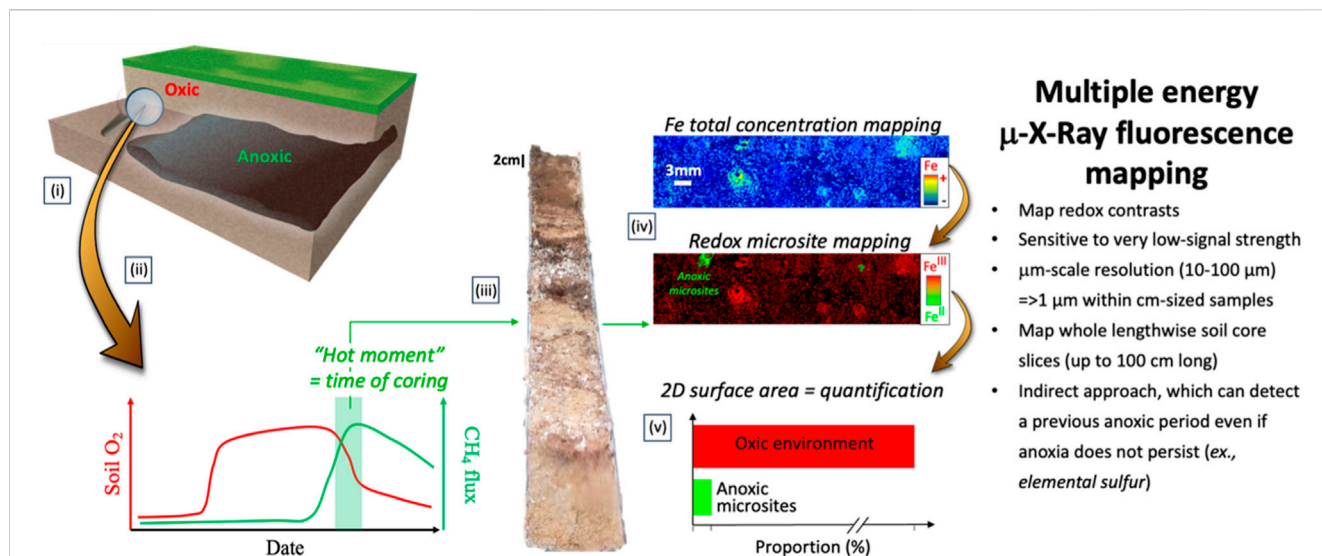 Oxic
Anoxic
(i)
(ii)
"Hot moment"
= time of coring
Soil O2
CH4 flux
Date
2cm
(iii)
Fe total concentration mapping
3mm
Fe
+
-
(iv)
Redox microsite mapping
Anoxic
microsites
FeIII
FeII
2D surface area = quantification
(v)
Oxic environment
Anoxic
microsites
Proportion (%)
Multiple energy
μ-X-Ray fluorescence
mapping
• Map redox contrasts
• Sensitive to very low-signal strength
• μm-scale resolution (10-100 μm)
=>1 μm within cm-sized samples
• Map whole lengthwise soil core
slices (up to 100 cm long)
• Indirect approach, which can detect
a previous anoxic period even if
anoxia does not persist (ex.,
elemental sulfur)